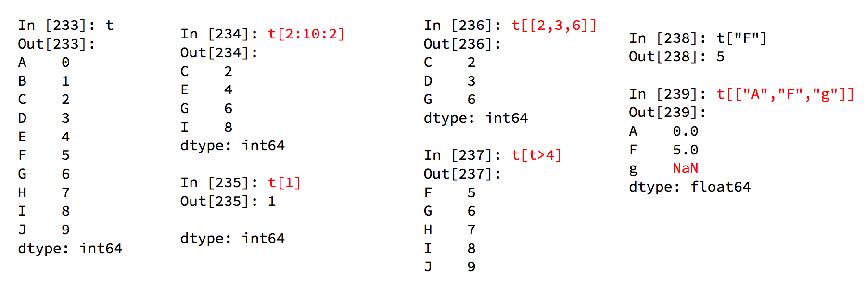 In [233]: t
Out[233]:
A    0
B    1
C    2
D    3
E    4
F    5
G    6
H    7
I    8
J    9
dtype: int64
In [234]: t[2:10:2]
Out[234]:
C    2
E    4
G    6
I    8
dtype: int64
In [235]: t[1]
Out[235]: 1
dtype: int64
In [236]: t[[2,3,6]]
Out[236]:
C    2
D    3
G    6
dtype: int64
In [237]: t[t>4]
Out[237]:
F    5
G    6
H    7
I    8
J    9
In [238]: t["F"]
Out[238]: 5
In [239]: t[["A","F","g"]]
Out[239]:
A    0.0
F    5.0
g    NaN
dtype: float64